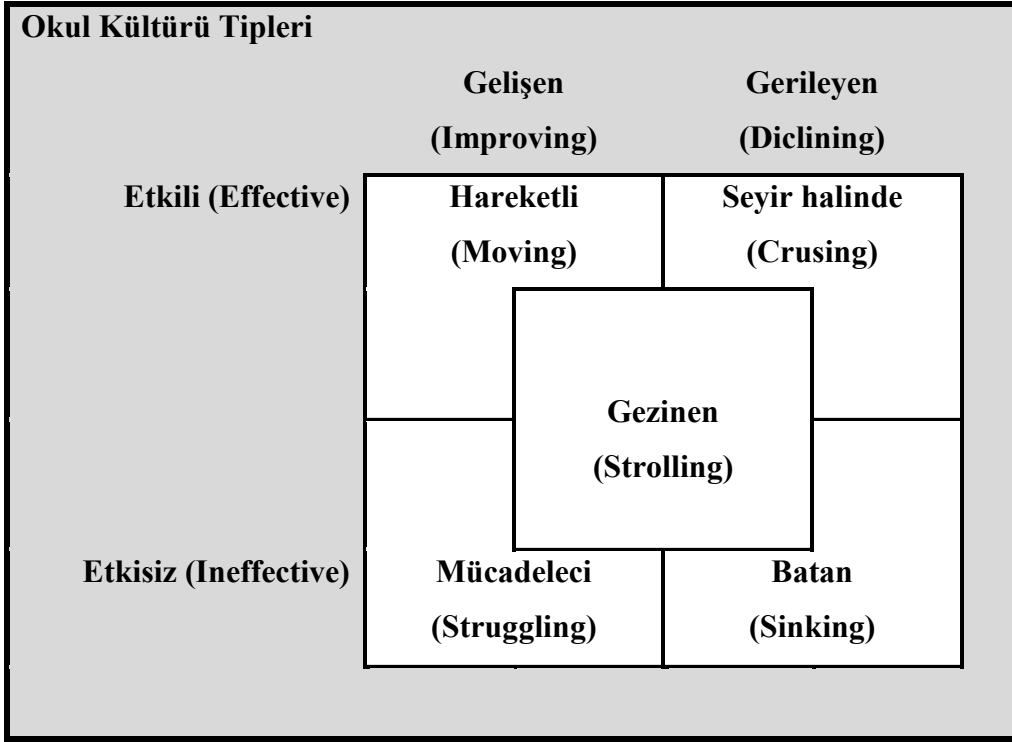 Okul Kültürü Tipleri
Gelişen Gerileyen
(Improving) (Diclining)
Etkili (Effective) Hareketli Seyir halinde
(Moving) (Crusing)
Gezinen
(Strolling)
Etkisiz (Ineffective) Mücadeleci Batan
(Struggling) (Sinking)